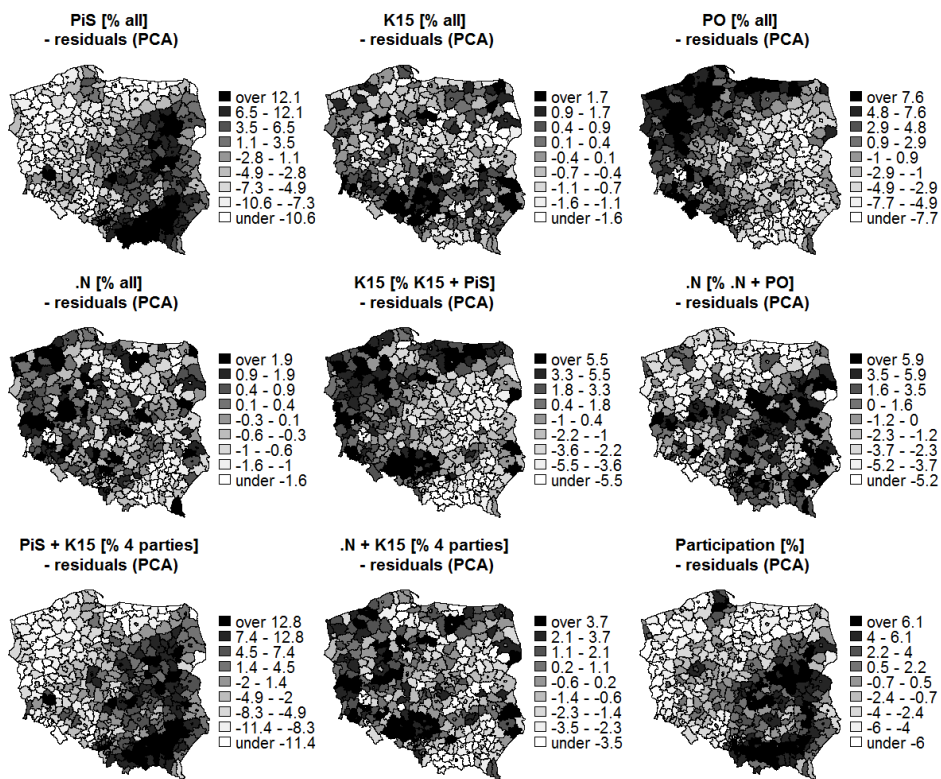 PiS [% all]
- residuals (PCA)
over 12.1
6.5 - 12.1
3.5 - 6.5
1.1 - 3.5
-2.8 - 1.1
-4.9 - -2.8
-7.3 - -4.9
-10.6 - -7.3
under -10.6
K15 [% all]
- residuals (PCA)
over 1.7
0.9 - 1.7
0.4 - 0.9
0.1 - 0.4
-0.4 - 0.1
-0.7 - -0.4
-1.1 - -0.7
-1.6 - -1.1
under -1.6
PO [% all]
- residuals (PCA)
over 7.6
4.8 - 7.6
2.9 - 4.8
0.9 - 2.9
-1 - 0.9
-2.9 - -1
-4.9 - -2.9
-7.7 - -4.9
under -7.7
.N [% all]
- residuals (PCA)
over 1.9
0.9 - 1.9
0.4 - 0.9
0.1 - 0.4
-0.3 - 0.1
-0.6 - -0.3
-1 - -0.6
-1.6 - -1
under -1.6
K15 [% K15 + PiS]
- residuals (PCA)
over 5.5
3.3 - 5.5
1.8 - 3.3
0.4 - 1.8
-1 - 0.4
-2.2 - -1
-3.6 - -2.2
-5.5 - -3.6
under -5.5
.N [% .N + PO]
- residuals (PCA)
over 5.9
3.5 - 5.9
1.6 - 3.5
0 - 1.6
-1.2 - 0
-2.3 - -1.2
-3.7 - -2.3
-5.2 - -3.7
under -5.2
PiS + K15 [% 4 parties]
- residuals (PCA)
over 12.8
7.4 - 12.8
4.5 - 7.4
1.4 - 4.5
-2 - 1.4
-4.9 - -2
-8.3 - -4.9
-11.4 - -8.3
under -11.4
.N + K15 [% 4 parties]
- residuals (PCA)
over 3.7
2.1 - 3.7
1.1 - 2.1
0.2 - 1.1
-0.6 - 0.2
-1.4 - -0.6
-2.3 - -1.4
-3.5 - -2.3
under -3.5
Participation [%]
- residuals (PCA)
over 6.1
4 - 6.1
2.2 - 4
0.5 - 2.2
-0.7 - 0.5
-2.4 - -0.7
-4 - -2.4
-6 - -4
under -6